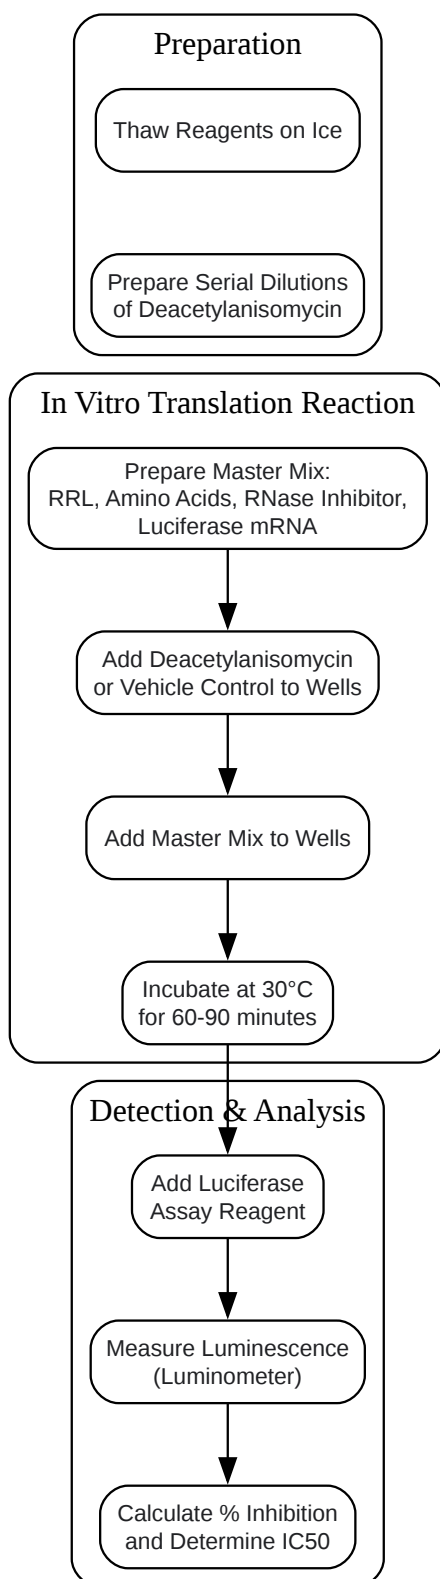 Preparation
Thaw Reagents on Ice
Prepare Serial Dilutions
of Deacetylanisomycin
In Vitro Translation Reaction
Prepare Master Mix:
RRL, Amino Acids, RNase Inhibitor,
Luciferase mRNA
Add Deacetylanisomycin
or Vehicle Control to Wells
Add Master Mix to Wells
Incubate at 30°C
for 60-90 minutes
Detection & Analysis
Add Luciferase
Assay Reagent
Measure Luminescence
(Luminometer)
Calculate % Inhibition
and Determine IC50